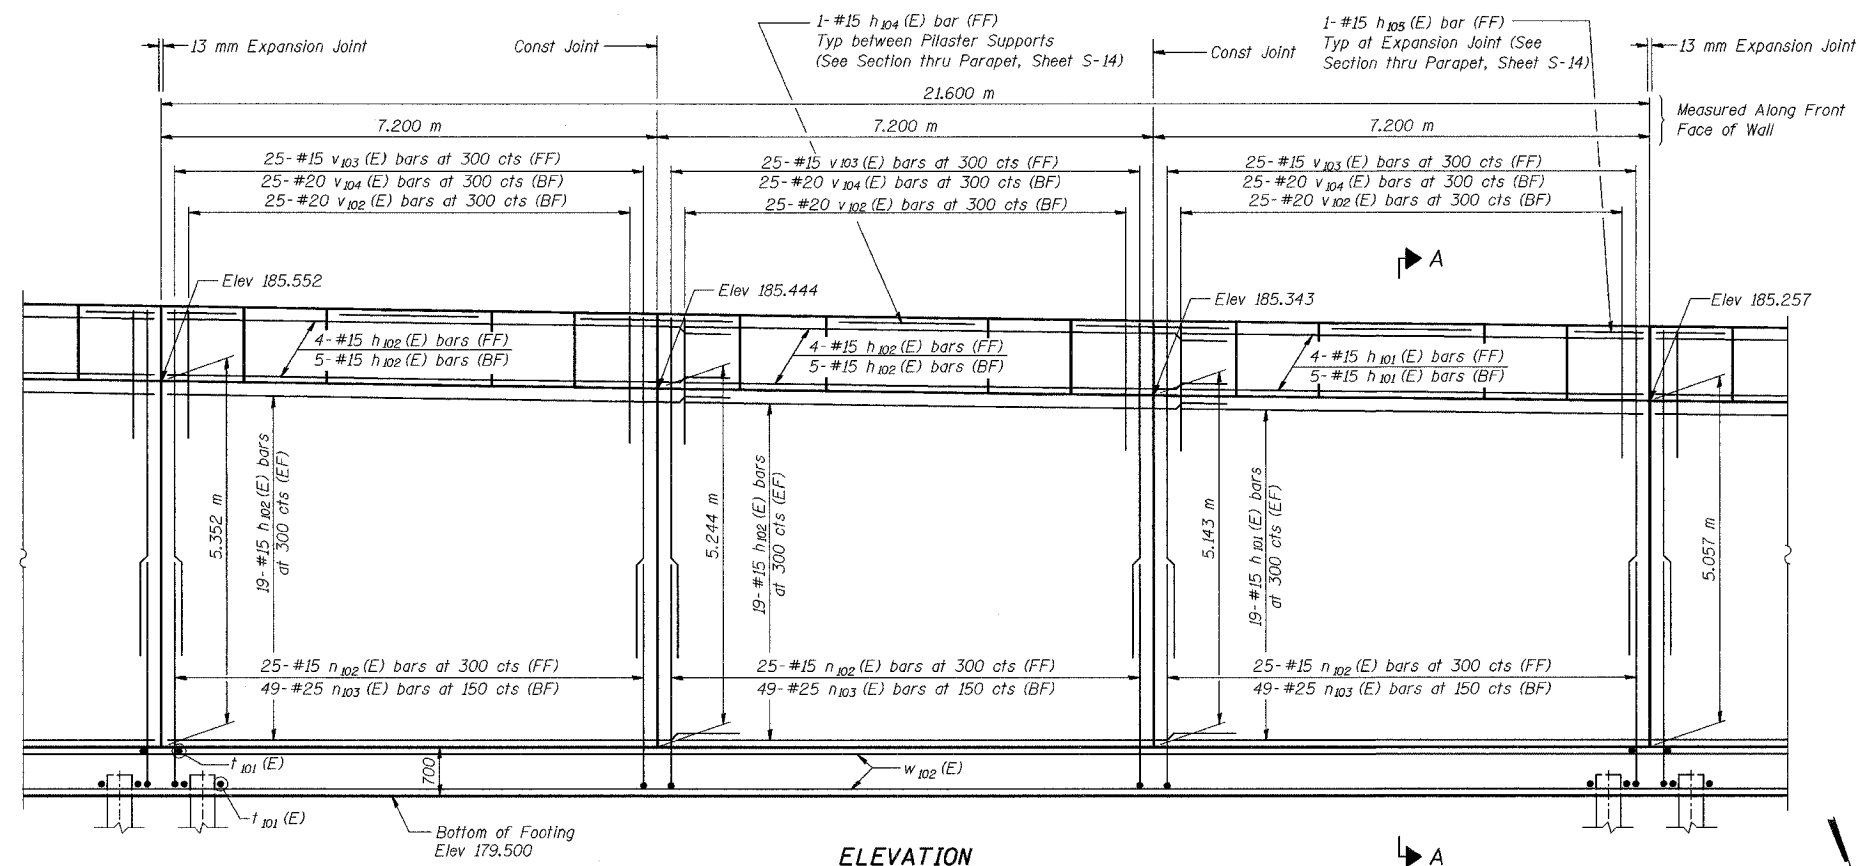 1- #15 h104 (E) bar (FF)
Typ between Pilaster Supports
(See Section thru Parapet, Sheet S-14)
1- #15 h105 (E) bar (FF)
Typ at Expansion Joint (See
Section thru Parapet, Sheet S-14)
13 mm Expansion Joint
Const Joint
Const Joint
13 mm Expansion Joint
21.600 m
Measured Along Front
Face of Wall
7.200 m
7.200 m
7.200 m
25- #15 v103 (E) bars at 300 cts (FF)
25- #20 v104 (E) bars at 300 cts (BF)
25- #20 v102 (E) bars at 300 cts (BF)
25- #15 v103 (E) bars at 300 cts (FF)
25- #20 v104 (E) bars at 300 cts (BF)
25- #20 v102 (E) bars at 300 cts (BF)
25- #15 v103 (E) bars at 300 cts (FF)
25- #20 v104 (E) bars at 300 cts (BF)
25- #20 v102 (E) bars at 300 cts (BF)
A
Elev 185.552
Elev 185.444
Elev 185.343
Elev 185.257
4- #15 h102 (E) bars (FF)
5- #15 h102 (E) bars (BF)
4- #15 h102 (E) bars (FF)
5- #15 h102 (E) bars (BF)
4- #15 h101 (E) bars (FF)
5- #15 h101 (E) bars (BF)
5.352 m
19- #15 h102 (E) bars
at 300 cts (EF)
5.244 m
19- #15 h102 (E) bars
at 300 cts (EF)
5.143 m
19- #15 h101 (E) bars
at 300 cts (EF)
5.057 m
25- #15 n102 (E) bars at 300 cts (FF)
49- #25 n103 (E) bars at 150 cts (BF)
25- #15 n102 (E) bars at 300 cts (FF)
49- #25 n103 (E) bars at 150 cts (BF)
25- #15 n102 (E) bars at 300 cts (FF)
49- #25 n103 (E) bars at 150 cts (BF)
t101 (E)
700
w102 (E)
t101 (E)
Bottom of Footing
Elev 179.500
ELEVATION
A